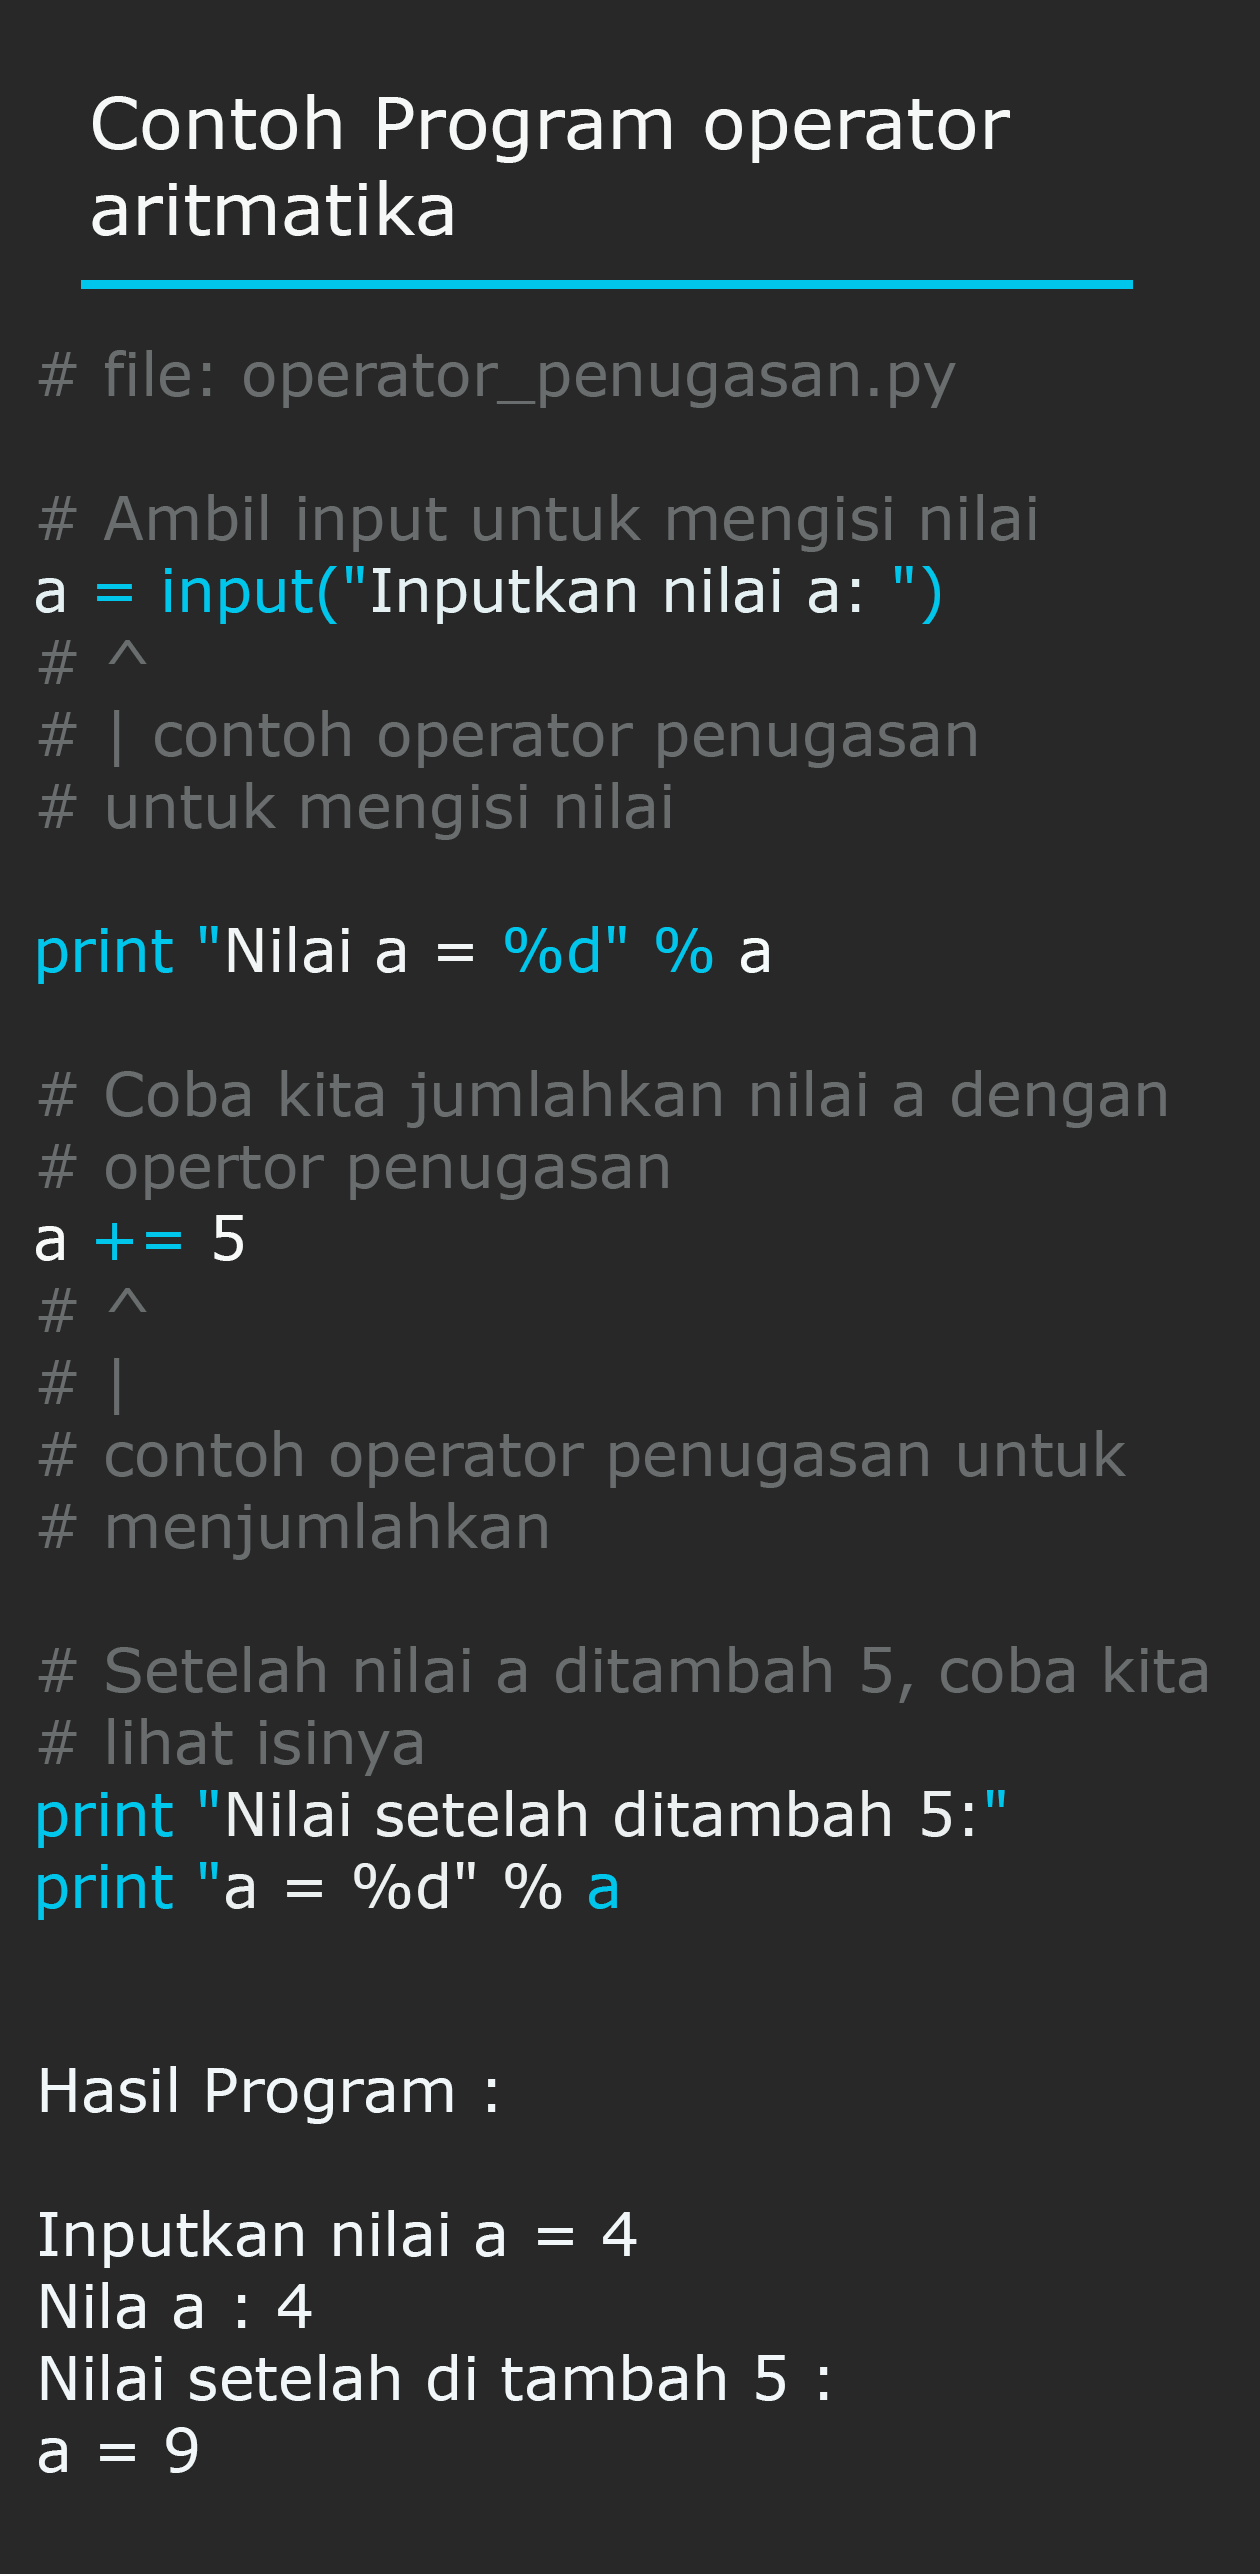 Contoh Program operator
aritmatika
# file: operator_penugasan.py
# Ambil input untuk mengisi nilai
a = input("Inputkan nilai a: ")
# ^
# | contoh operator penugasan
# untuk mengisi nilai
print "Nilai a = %d" % a
# Coba kita jumlahkan nilai a dengan
# opertor penugasan
a += 5
# ^
# |
# contoh operator penugasan untuk
# menjumlahkan
# Setelah nilai a ditambah 5, coba kita
# lihat isinya
print "Nilai setelah ditambah 5:"
print "a = %d" % a
Hasil Program :
Inputkan nilai a = 4
Nila a : 4
Nilai setelah di tambah 5 :
a = 9